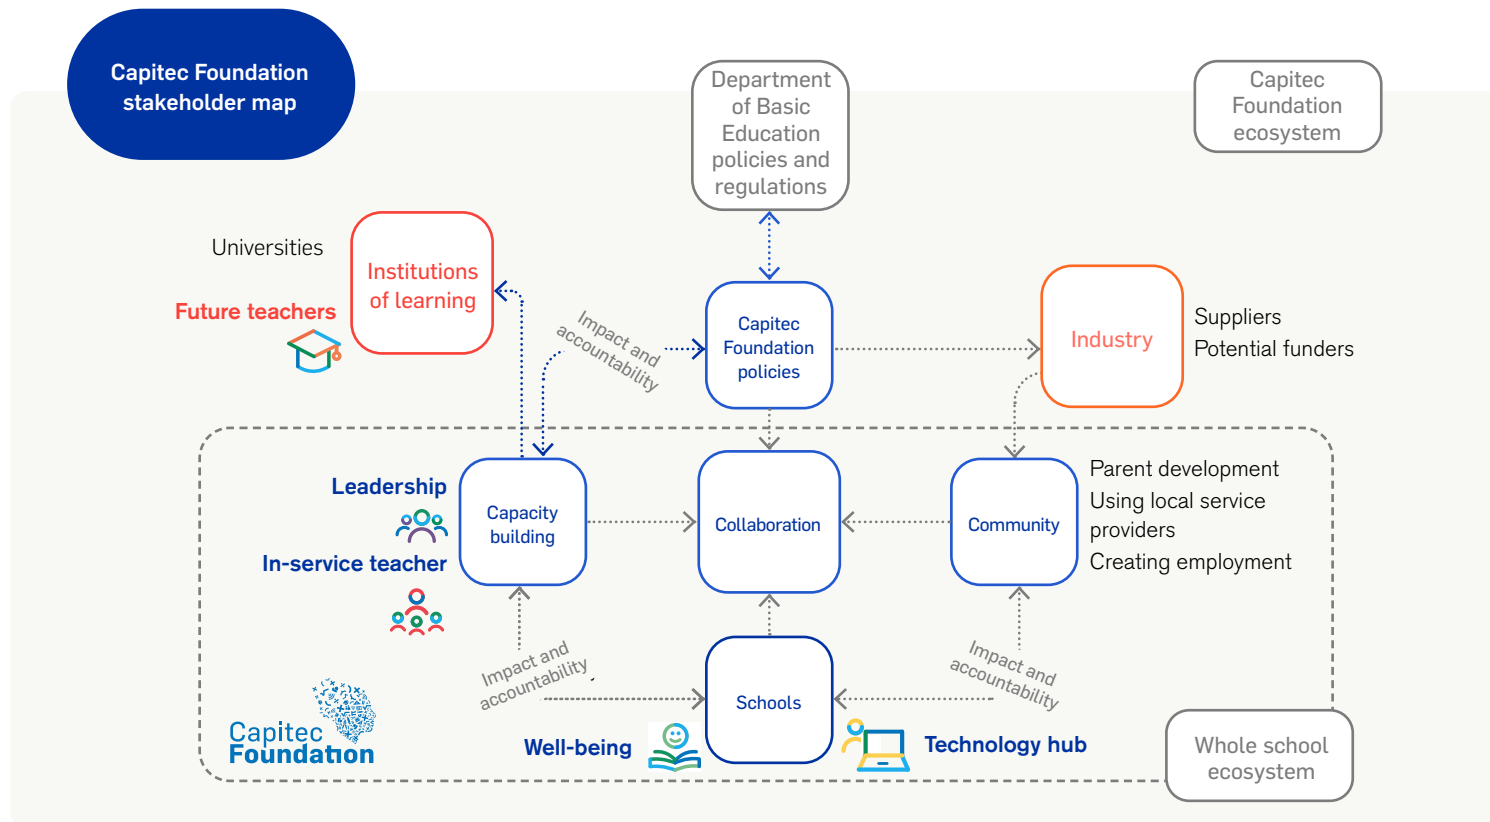 Capitec Foundation
stakeholder map
Department
of Basic
Education
policies and
regulations
Capitec
Foundation
ecosystem
Universities
Future teachers
Institutions
of learning
Impact and
accountability
Capitec
Foundation
policies
Industry
Suppliers
Potential funders
Leadership
In-service teacher
Capacity
building
Collaboration
Community
Parent development
Using local service
providers
Creating employment
Impact and
accountability
Impact and
accountability
Schools
Capitec
Foundation
Well-being
Technology hub
Whole school
ecosystem